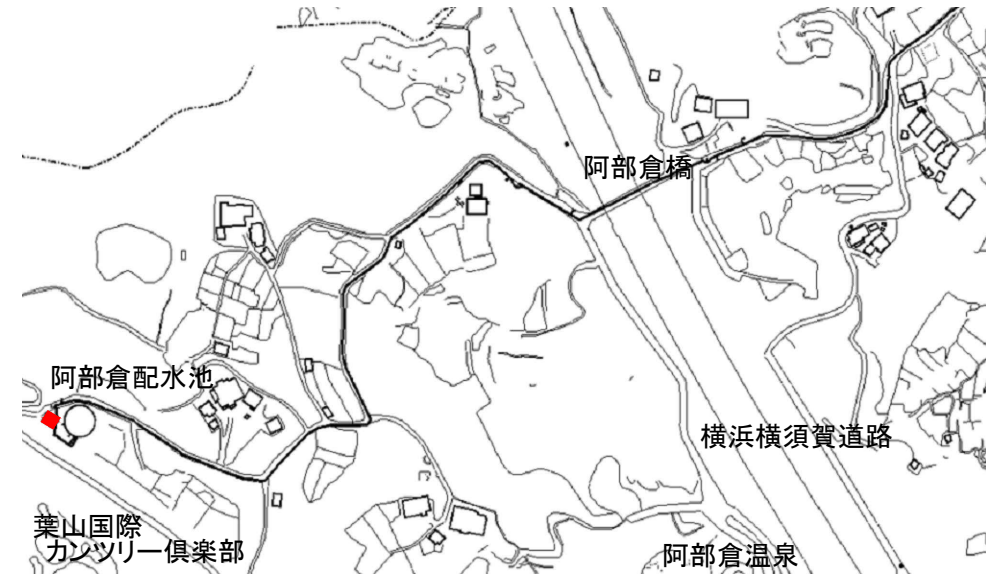 阿部倉橋
阿部倉配水池
横浜横須賀道路
葉山国際
カンツリー倶楽部
阿部倉温泉